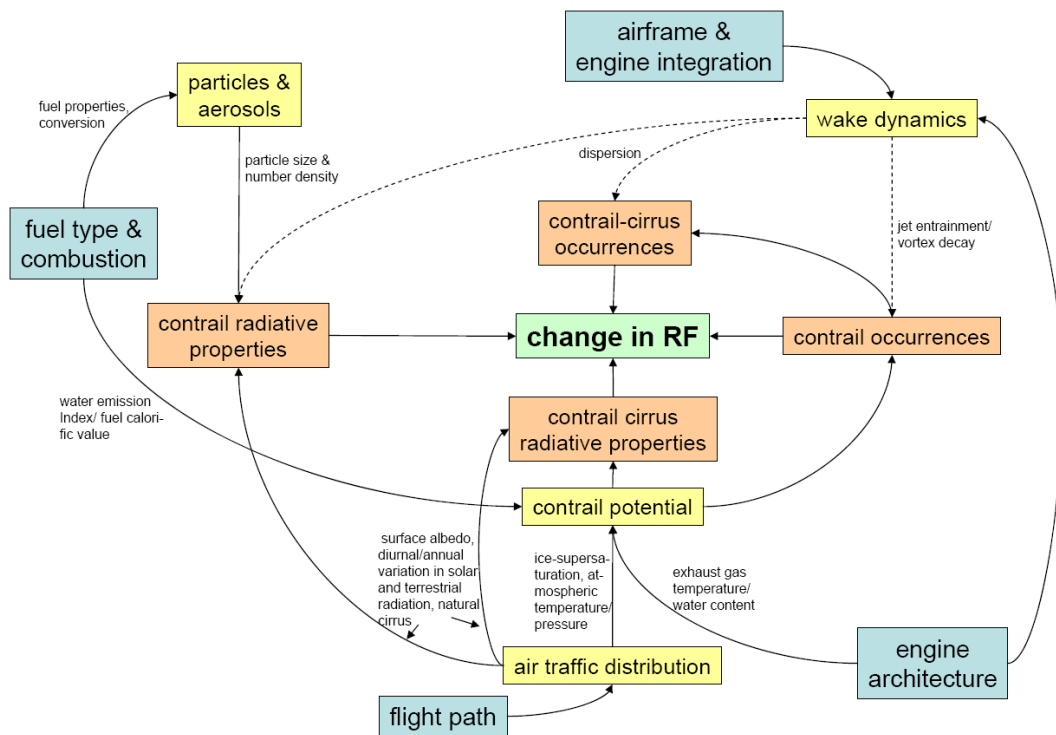 airframe &
engine integration
particles &
aerosols
fuel properties,
conversion
wake dynamics
dispersion
particle size &
number density
fuel type &
combustion
contrail-cirrus
occurrences
jet entrainment/
vortex decay
contrail radiative
properties
change in RF
contrail occurrences
water emission
Index/ fuel calori-
fic value
contrail cirrus
radiative properties
contrail potential
surface albedo,
diurnal/annual
variation in solar
and terrestrial
radiation, natural
cirrus
ice-supersa-
turation, at-
mospheric
temperature/
pressure
exhaust gas
temperature/
water content
engine
architecture
air traffic distribution
flight path